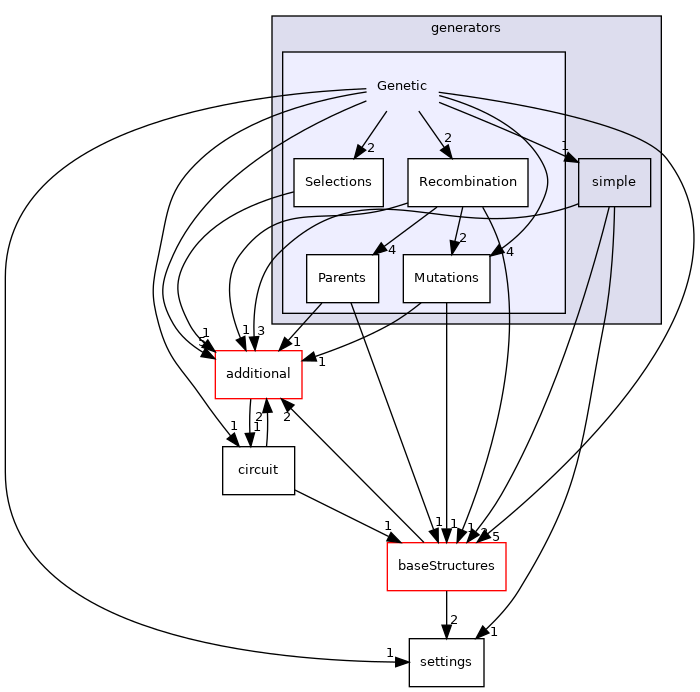 generators
Genetic
2
2
1
Selections
Recombination
simple
4
2
4
Parents
Mutations
1
5
1
3
1
1
additional
1
2
1
2
circuit
1
1
1
1
2
5
baseStructures
2
1
1
settings